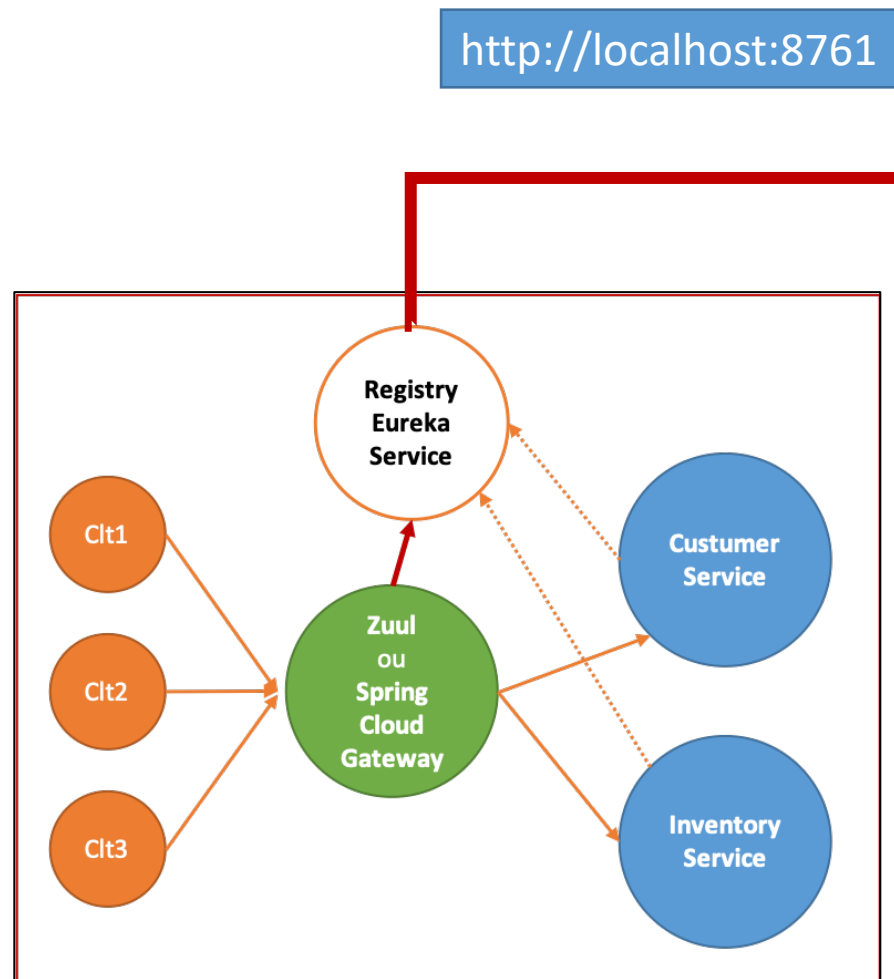 http://localhost:8761
Registry
Eureka
Service
Clt1
Custumer
Service
Zuul
ou
Spring
Cloud
Gateway
Clt2
Inventory
Service
Clt3